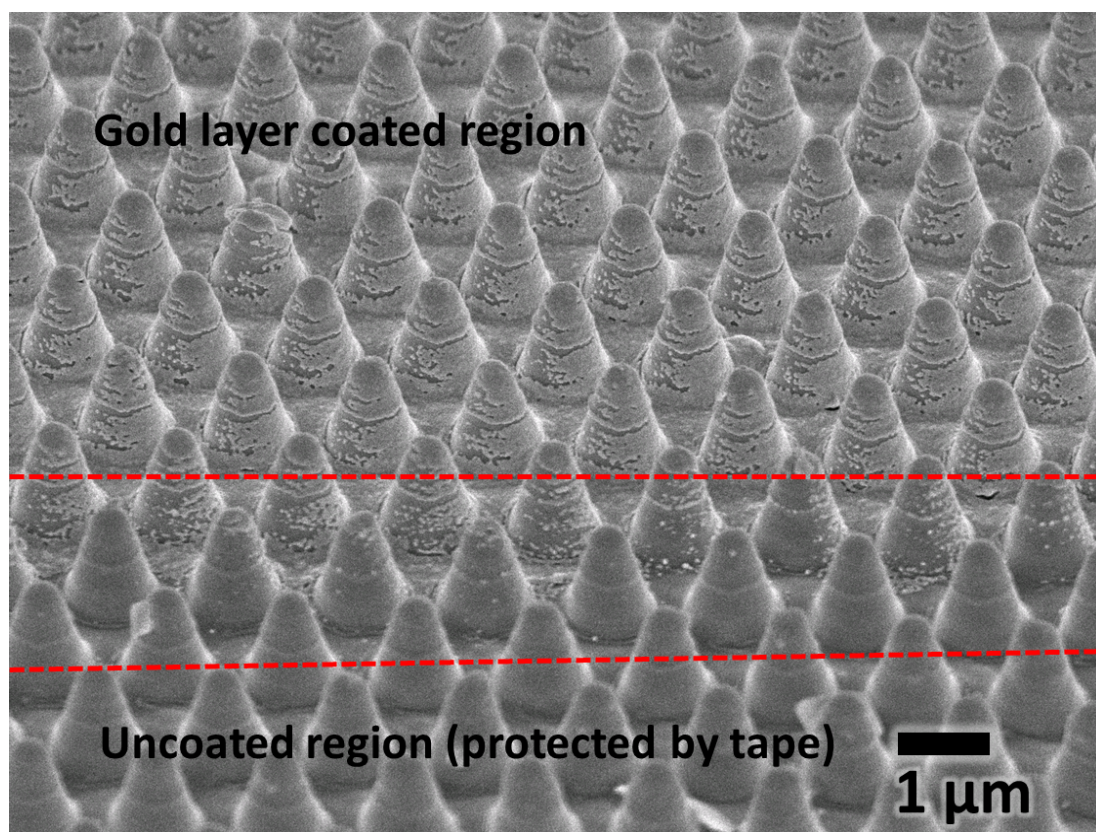 Gold layer coated region
Uncoated region (protected by tape)
1 μm